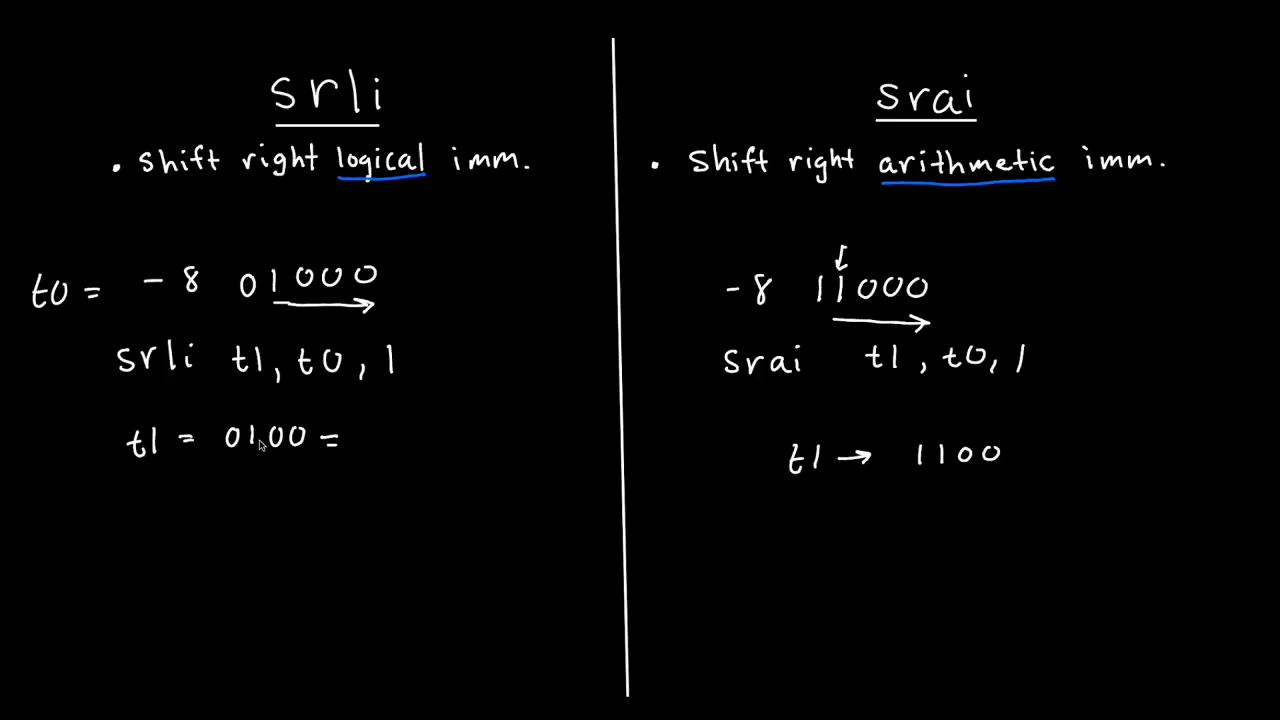 srli
• shift right logical imm.
t0 = -8 01000
srli t1, t0, 1
t1 = 0100 =
srai
• shift right arithmetic imm.
-8 11000
srai t1, t0, 1
t1 → 1100